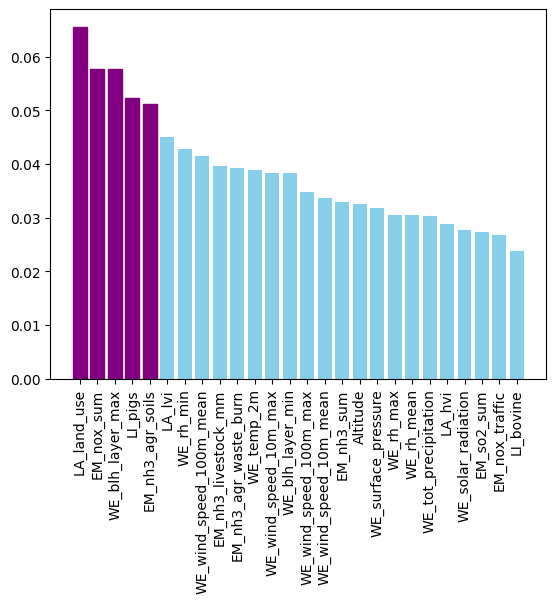 0.06
0.05
0.04
0.03
0.02
0.01
0.00
LA_land_use
EM_nox_sum
WE_blh_layer_max
LI_pigs
EM_nh3_agr_soils
LA_lvi
WE_rh_min
WE_wind_speed_100m_mean
EM_nh3_livestock_mm
EM_nh3_agr_waste_burn
WE_temp_2m
WE_wind_speed_10m_max
WE_blh_layer_min
WE_wind_speed_100m_max
WE_wind_speed_10m_mean
EM_nh3_sum
Altitude
WE_surface_pressure
WE_rh_max
WE_rh_mean
WE_tot_precipitation
LA_hvi
WE_solar_radiation
EM_so2_sum
EM_nox_traffic
LI_bovine